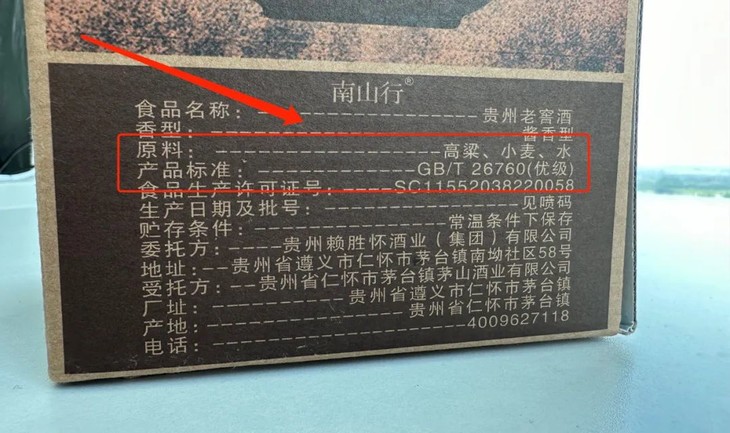 南山行®
食品名称：--------------------贵州老窖酒
香型：------------------------酱香型
原料：------------------高粱、小麦、水
产品标准：--------------GB/T 26760(优级)
食品生产许可证号：----SC11552038220058
生产日期及批号：----------------见喷码
贮存条件：----------------常温条件下保存
委托方：-----贵州赖胜怀酒业（集团）有限公司
地址：--贵州省遵义市仁怀市茅台镇南坳社区58号
受托方：---贵州省仁怀市茅台镇茅山酒业有限公司
厂址：------------贵州省遵义市仁怀市茅台镇
产地：----------------贵州省仁怀市茅台镇
电话：----------------------4009627118